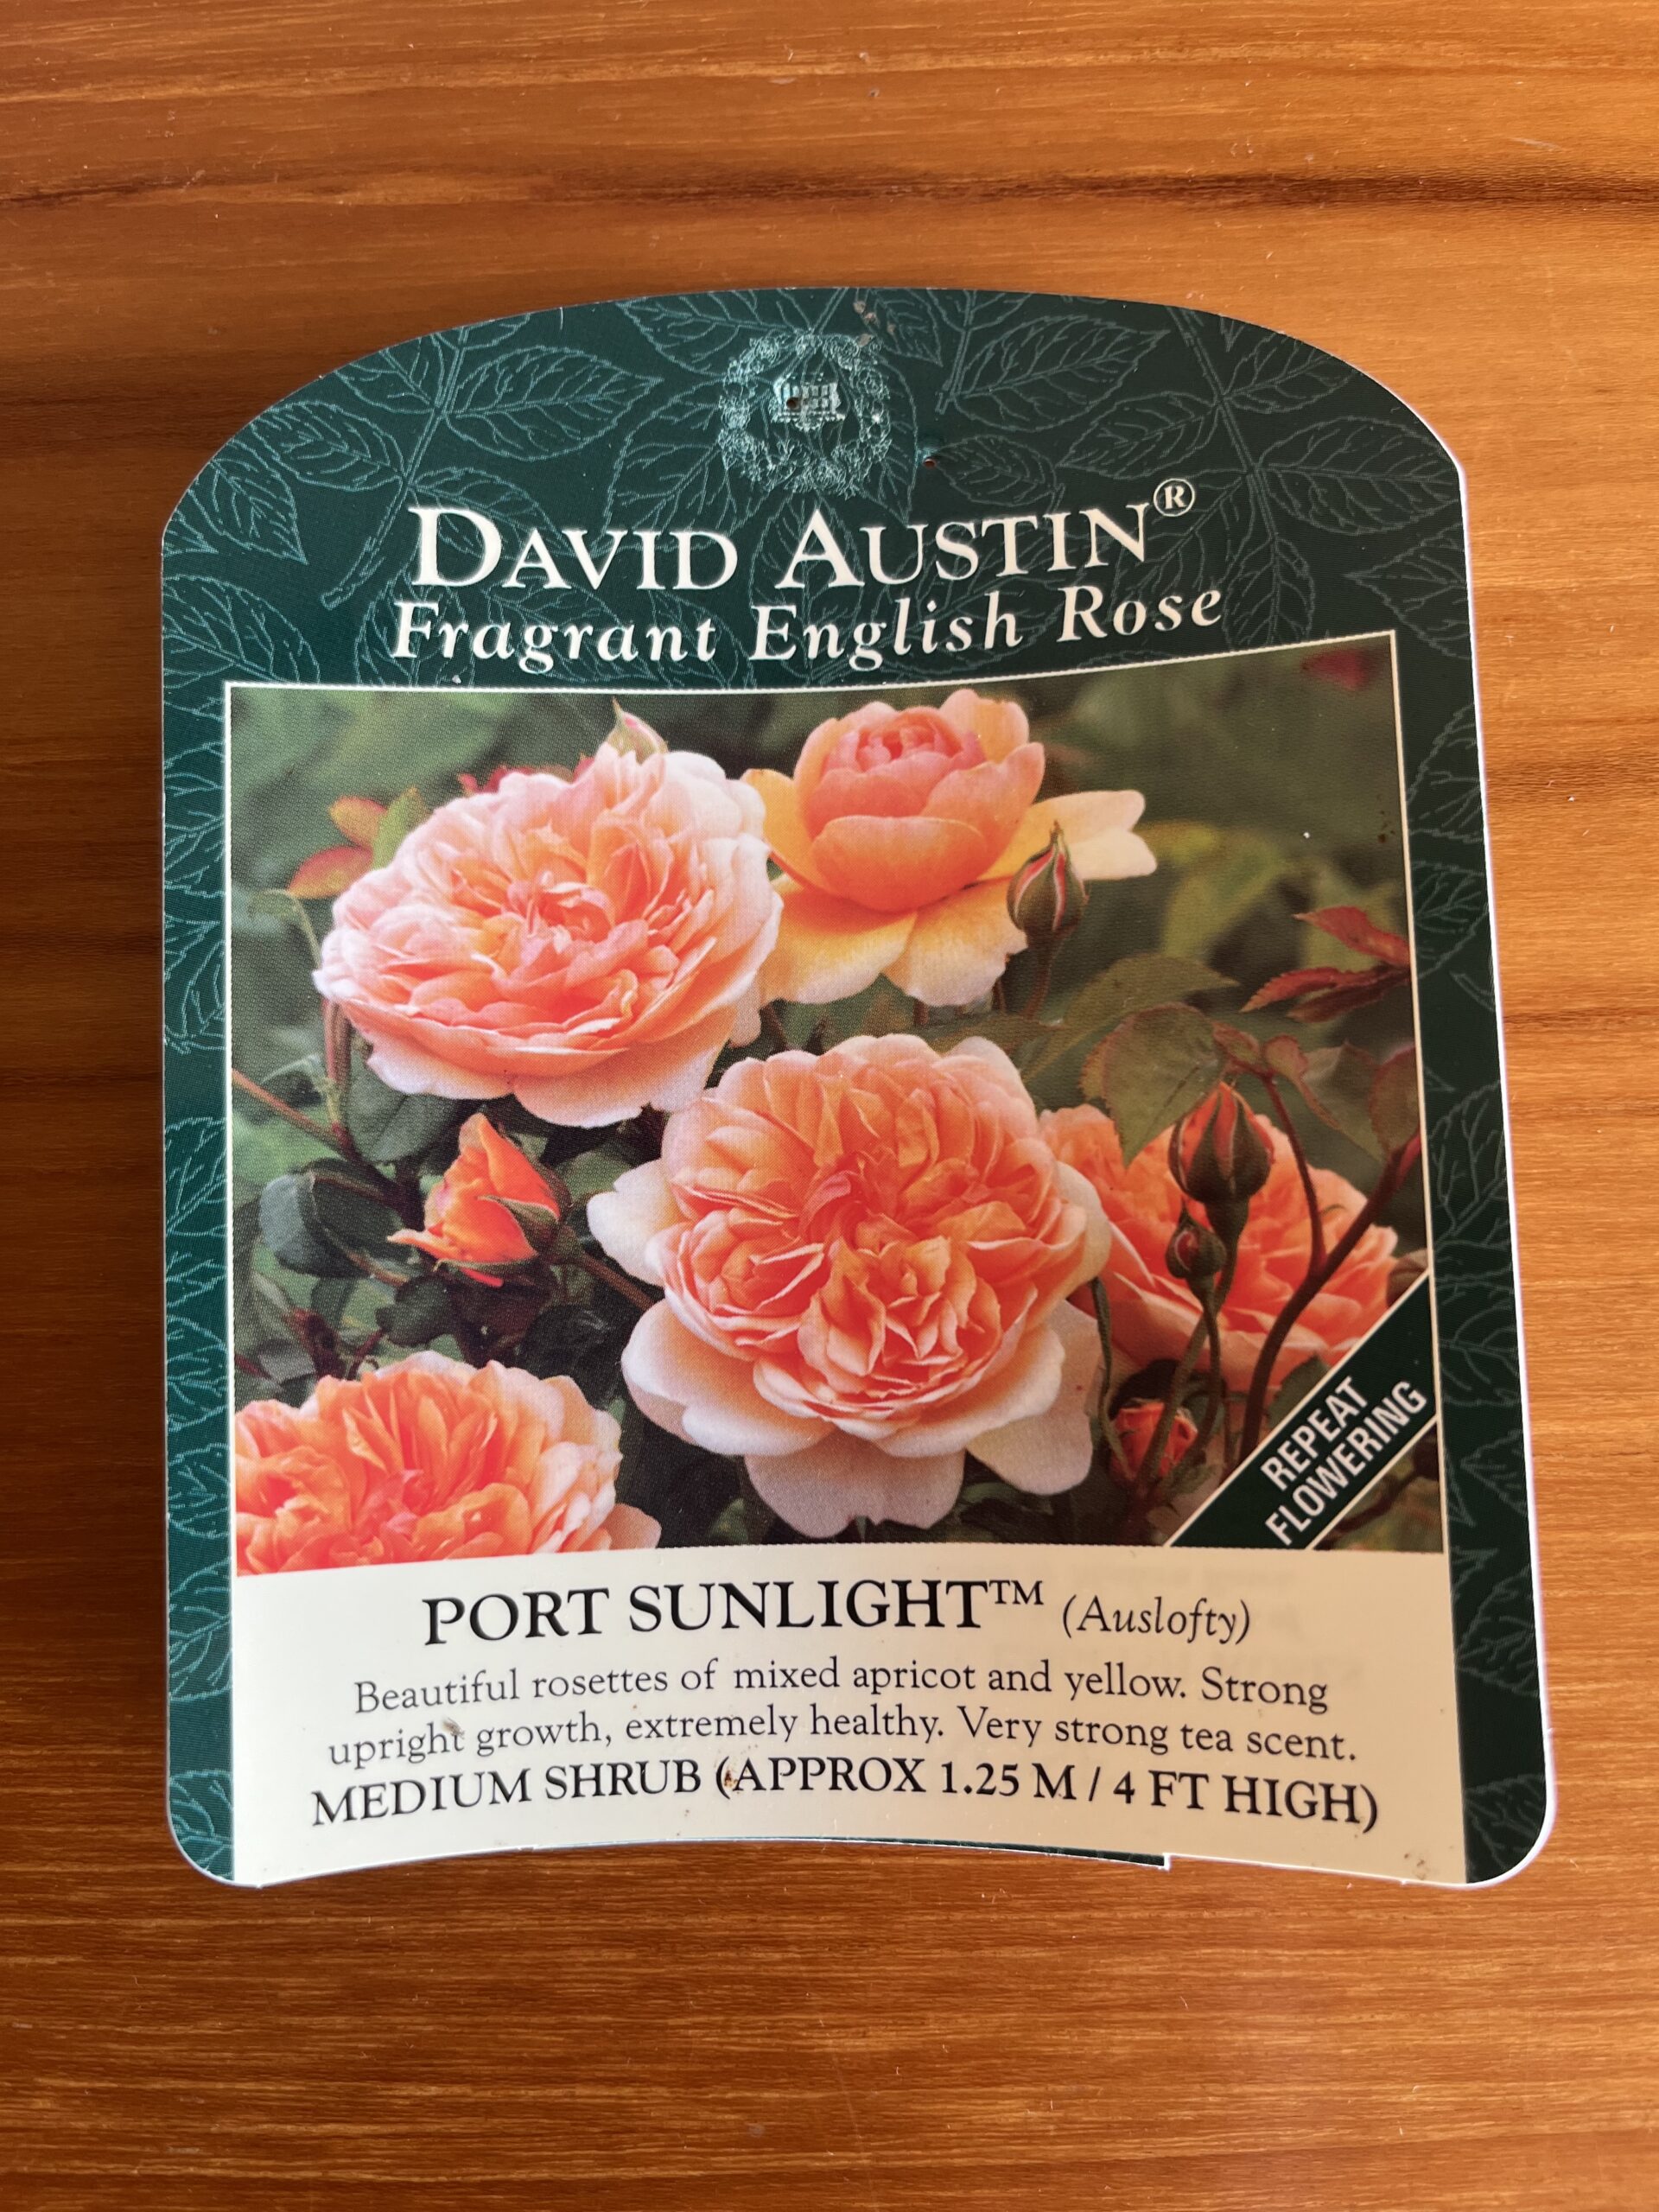 DAVID AUSTIN®
Fragrant English Rose
REPEAT
FLOWERING
PORT SUNLIGHT™ (Auslofty)
Beautiful rosettes of mixed apricot and yellow. Strong
upright growth, extremely healthy. Very strong tea scent.
MEDIUM SHRUB (APPROX 1.25 M / 4 FT HIGH)